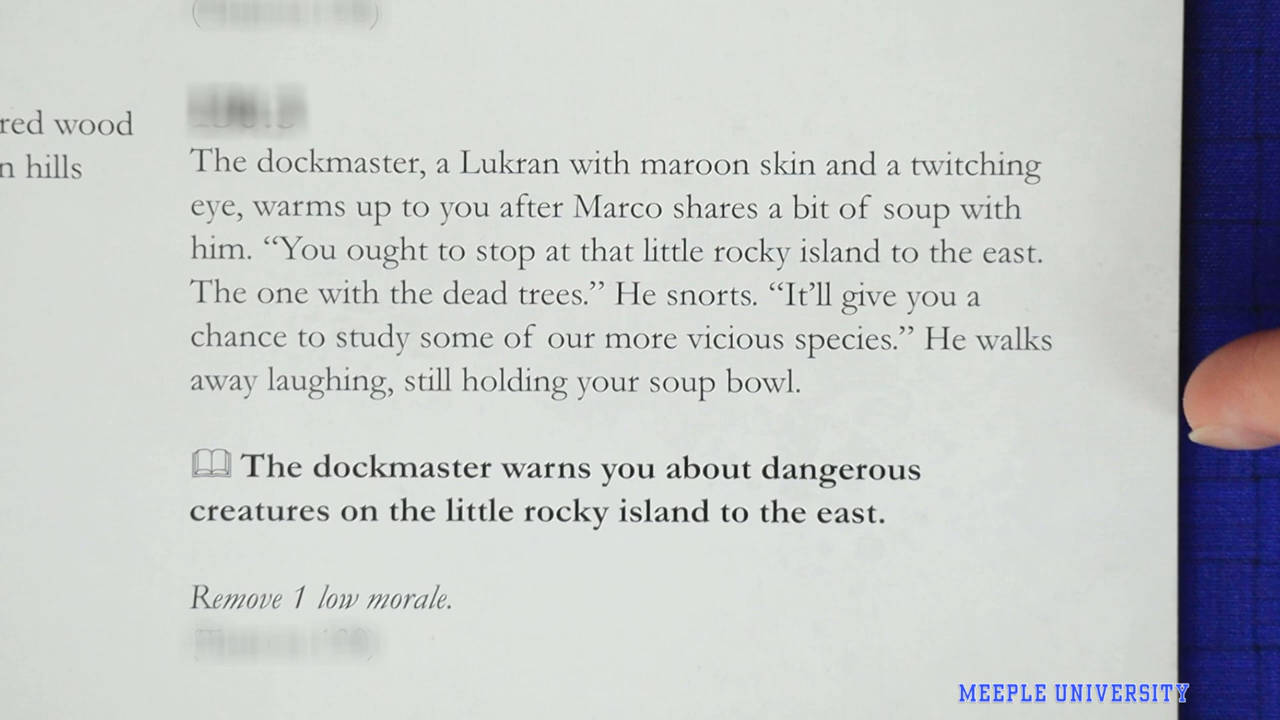 red wood
n hills
The dockmaster, a Lukran with maroon skin and a twitching
eye, warms up to you after Marco shares a bit of soup with
him. “You ought to stop at that little rocky island to the east.
The one with the dead trees.” He snorts. “It’ll give you a
chance to study some of our more vicious species.” He walks
away laughing, still holding your soup bowl.
The dockmaster warns you about dangerous
creatures on the little rocky island to the east.
Remove 1 low morale.
MEEPLE UNIVERSITY